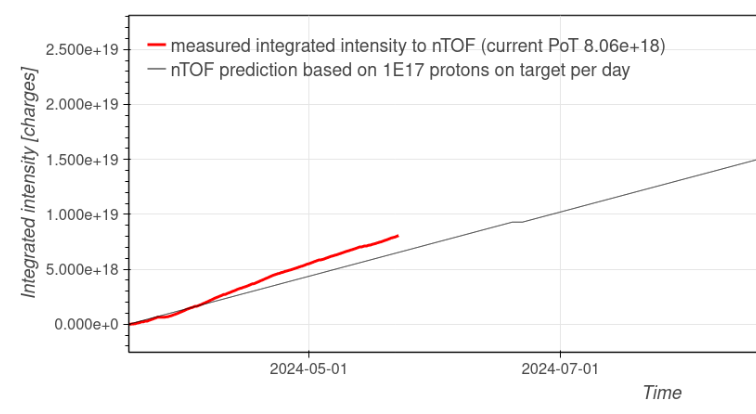 measured integrated intensity to nTOF (current PoT 8.06e+18)
nTOF prediction based on 1E17 protons on target per day
Integrated intensity [charges]
2.500e+19
2.000e+19
1.500e+19
1.000e+19
5.000e+18
0.000e+0
2024-05-01 2024-07-01
Time